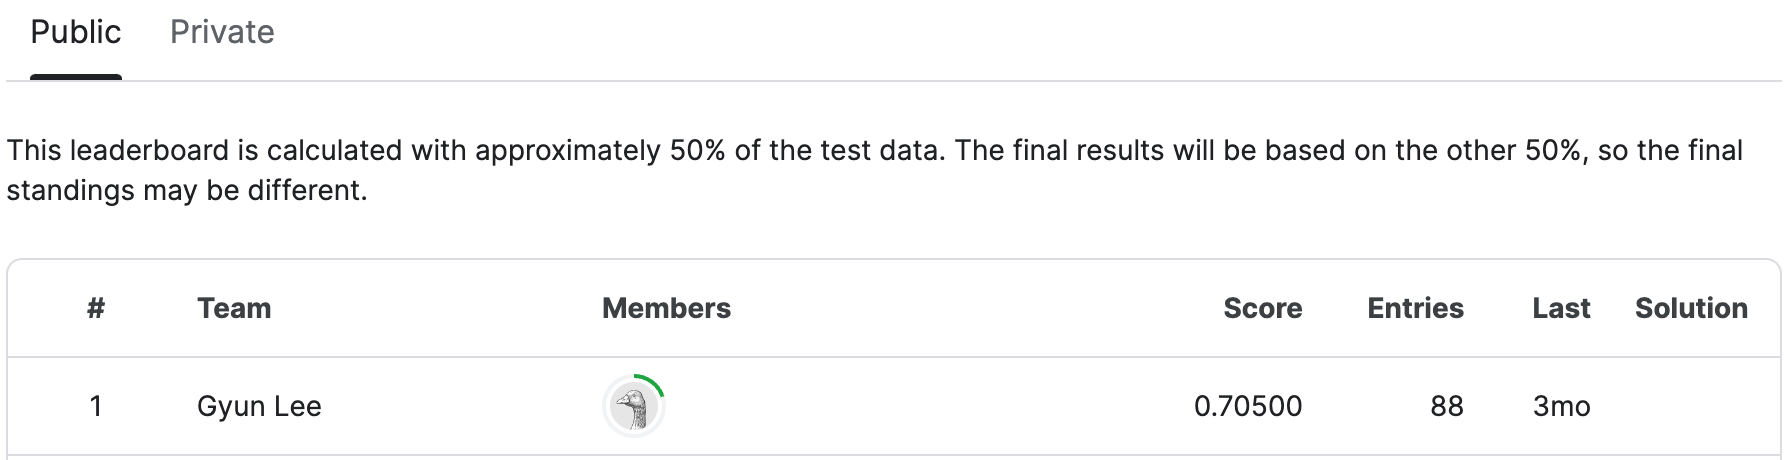 Public Private
This leaderboard is calculated with approximately 50% of the test data. The final results will be based on the other 50%, so the final
standings may be different.
# Team Members Score Entries Last Solution
1 Gyun Lee 0.70500 88 3mo